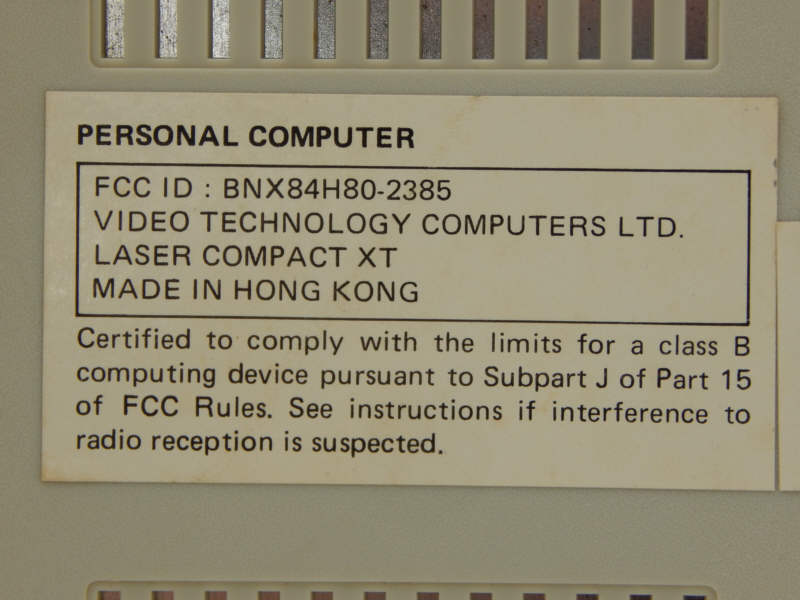 PERSONAL COMPUTER
FCC ID : BNX84H80-2385
VIDEO TECHNOLOGY COMPUTERS LTD.
LASER COMPACT XT
MADE IN HONG KONG
Certified to comply with the limits for a class B
computing device pursuant to Subpart J of Part 15
of FCC Rules. See instructions if interference to
radio reception is suspected.